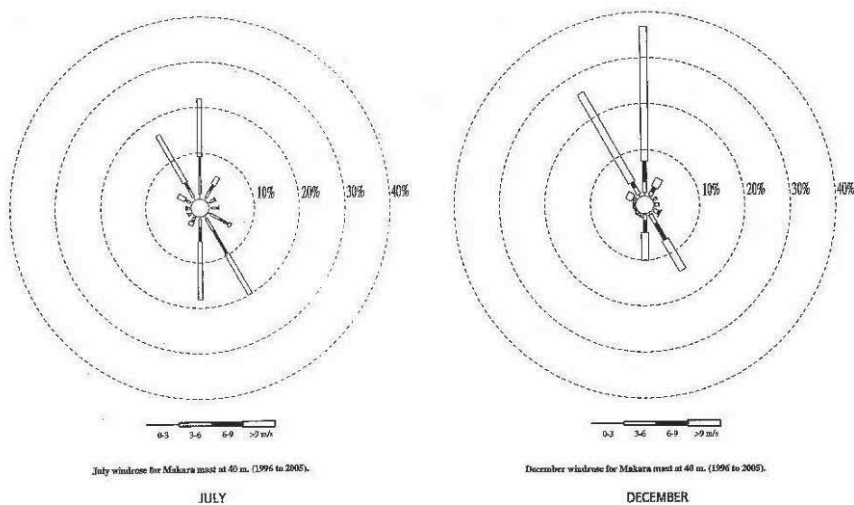 10%
20%
30%
40%
10%
20%
30%
40%
0-3 3-6 6-9 >9 m/s
0-3 3-6 6-9 >9 m/s
July windrose for Makara mast at 40 m. (1996 to 2005).
December windrose for Makara mast at 40 m. (1996 to 2005).
JULY
DECEMBER